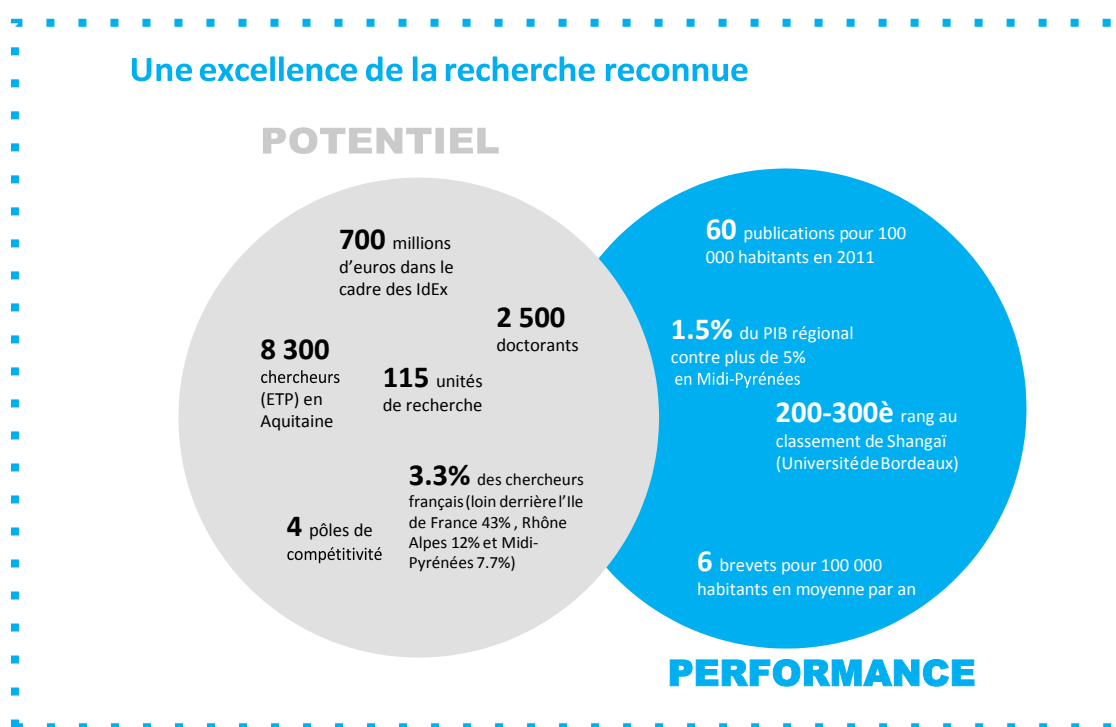 Une excellence de la recherche reconnue
POTENTIEL
700 millions
d'euros dans le
cadre des IdEx
2 500
doctorants
8 300
chercheurs
(ETP) en
Aquitaine
115 unités
de recherche
3.3% des chercheurs
français (loin derrière l'Ile
de France 43% , Rhône
Alpes 12% et Midi-
Pyrénées 7.7%)
4 pôles de
compétitivité
60 publications pour 100
000 habitants en 2011
1.5% du PIB régional
contre plus de 5%
en Midi-Pyrénées
200-300è rang au
classement de Shangaï
(Université de Bordeaux)
6 brevets pour 100 000
habitants en moyenne par an
PERFORMANCE